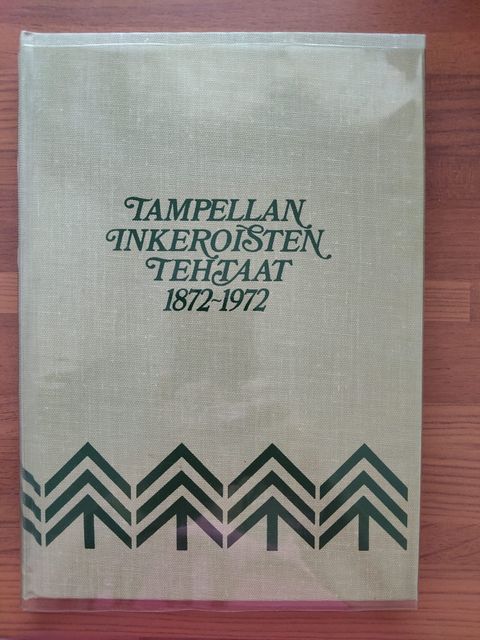 TAMPELLAN
INKEROISTEN
TEHTAAT
1872-1972